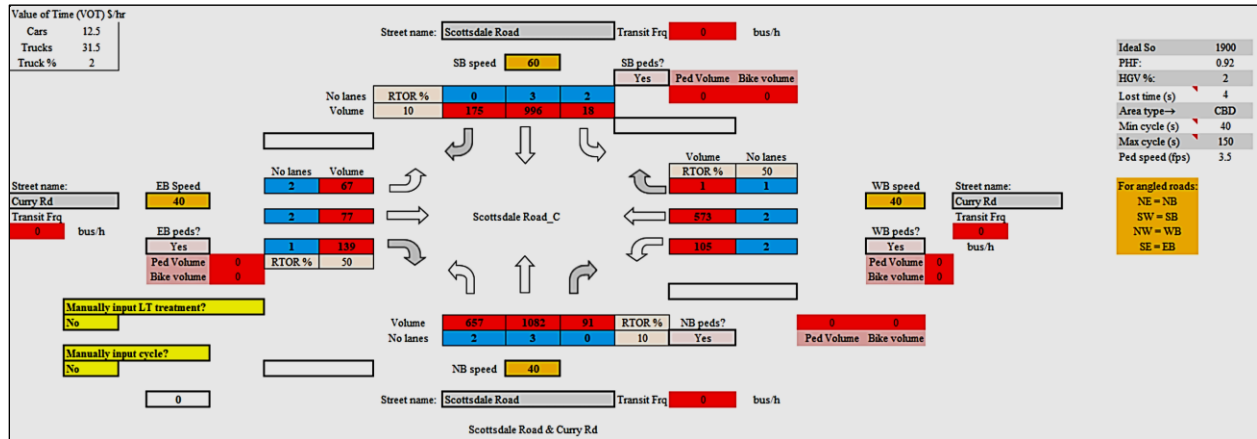 Value of Time (VOT) $/hr
Cars 12.5
Trucks 31.5
Truck % 2
Street name: Scottsdale Road Transit Frq 0 bus/h
SB speed 60 SB peds?
Yes Ped Volume Bike volume
No lanes RTOR % 0 3 2 0 0
Volume 10 175 996 18
Ideal So 1900
PHF: 0.92
HGV %: 2
Lost time (s) 4
Area type→ CBD
Min cycle (s) 40
Max cycle (s) 150
Ped speed (fps) 3.5
No lanes Volume
Street name: EB Speed 2 67
Curry Rd 40
Transit Frq 2 77
0 bus/h
EB peds?
Yes 1 139
Ped Volume 0 RTOR % 50
Bike volume 0
Scottsdale Road_C
Volume No lanes
RTOR % 50
1 1
WB speed Street name:
573 2 40 Curry Rd
Transit Frq
WB peds? 0
105 2 Yes bus/h
Ped Volume 0
Bike volume 0
For angled roads:
NE = NB
SW = SB
NW = WB
SE = EB
Manually input LT treatment?
No
Manually input cycle?
No
0
Volume 657 1082 91 RTOR % NB peds? 0 0
No lanes 2 3 0 10 Yes Ped Volume Bike volume
NB speed 40
Street name: Scottsdale Road Transit Frq 0 bus/h
Scottsdale Road & Curry Rd